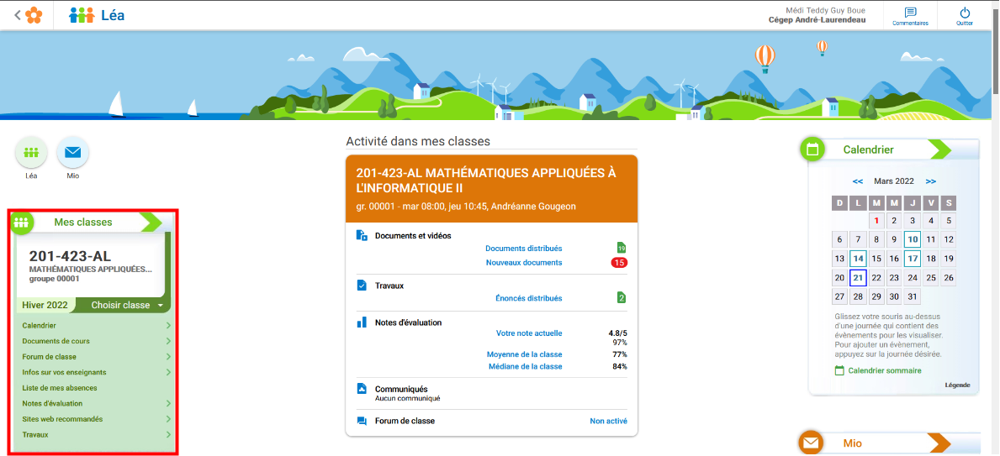 Léa
Médi Teddy Guy Boue
Cégep André-Laurendeau
Commentaires
Quitter
Léa
Mio
Mes classes
201-423-AL
MATHÉMATIQUES APPLIQUÉES...
groupe 00001
Hiver 2022
Choisir classe
Calendrier
Documents de cours
Forum de classe
Infos sur vos enseignants
Liste de mes absences
Notes d'évaluation
Sites web recommandés
Travaux
Activité dans mes classes
201-423-AL MATHÉMATIQUES APPLIQUÉES À
L'INFORMATIQUE II
gr. 00001 - mar 08:00, jeu 10:45, Andréanne Gougeon
Documents et vidéos
Documents distribués 19
Nouveaux documents 15
Travaux
Énoncés distribués 2
Notes d'évaluation
Votre note actuelle 4.8/5
97%
Moyenne de la classe 77%
Médiane de la classe 84%
Communiqués
Aucun communiqué
Forum de classe Non activé
Calendrier
<< Mars 2022 >>
D L M M J V S
1 2 3 4 5
6 7 8 9 10 11 12
13 14 15 16 17 18 19
20 21 22 23 24 25 26
27 28 29 30 31
Glissez votre souris au-dessus
d'une journée qui contient des
évènements pour les visualiser.
Pour ajouter un évènement,
appuyez sur la journée désirée.
Calendrier sommaire
Légende
Mio